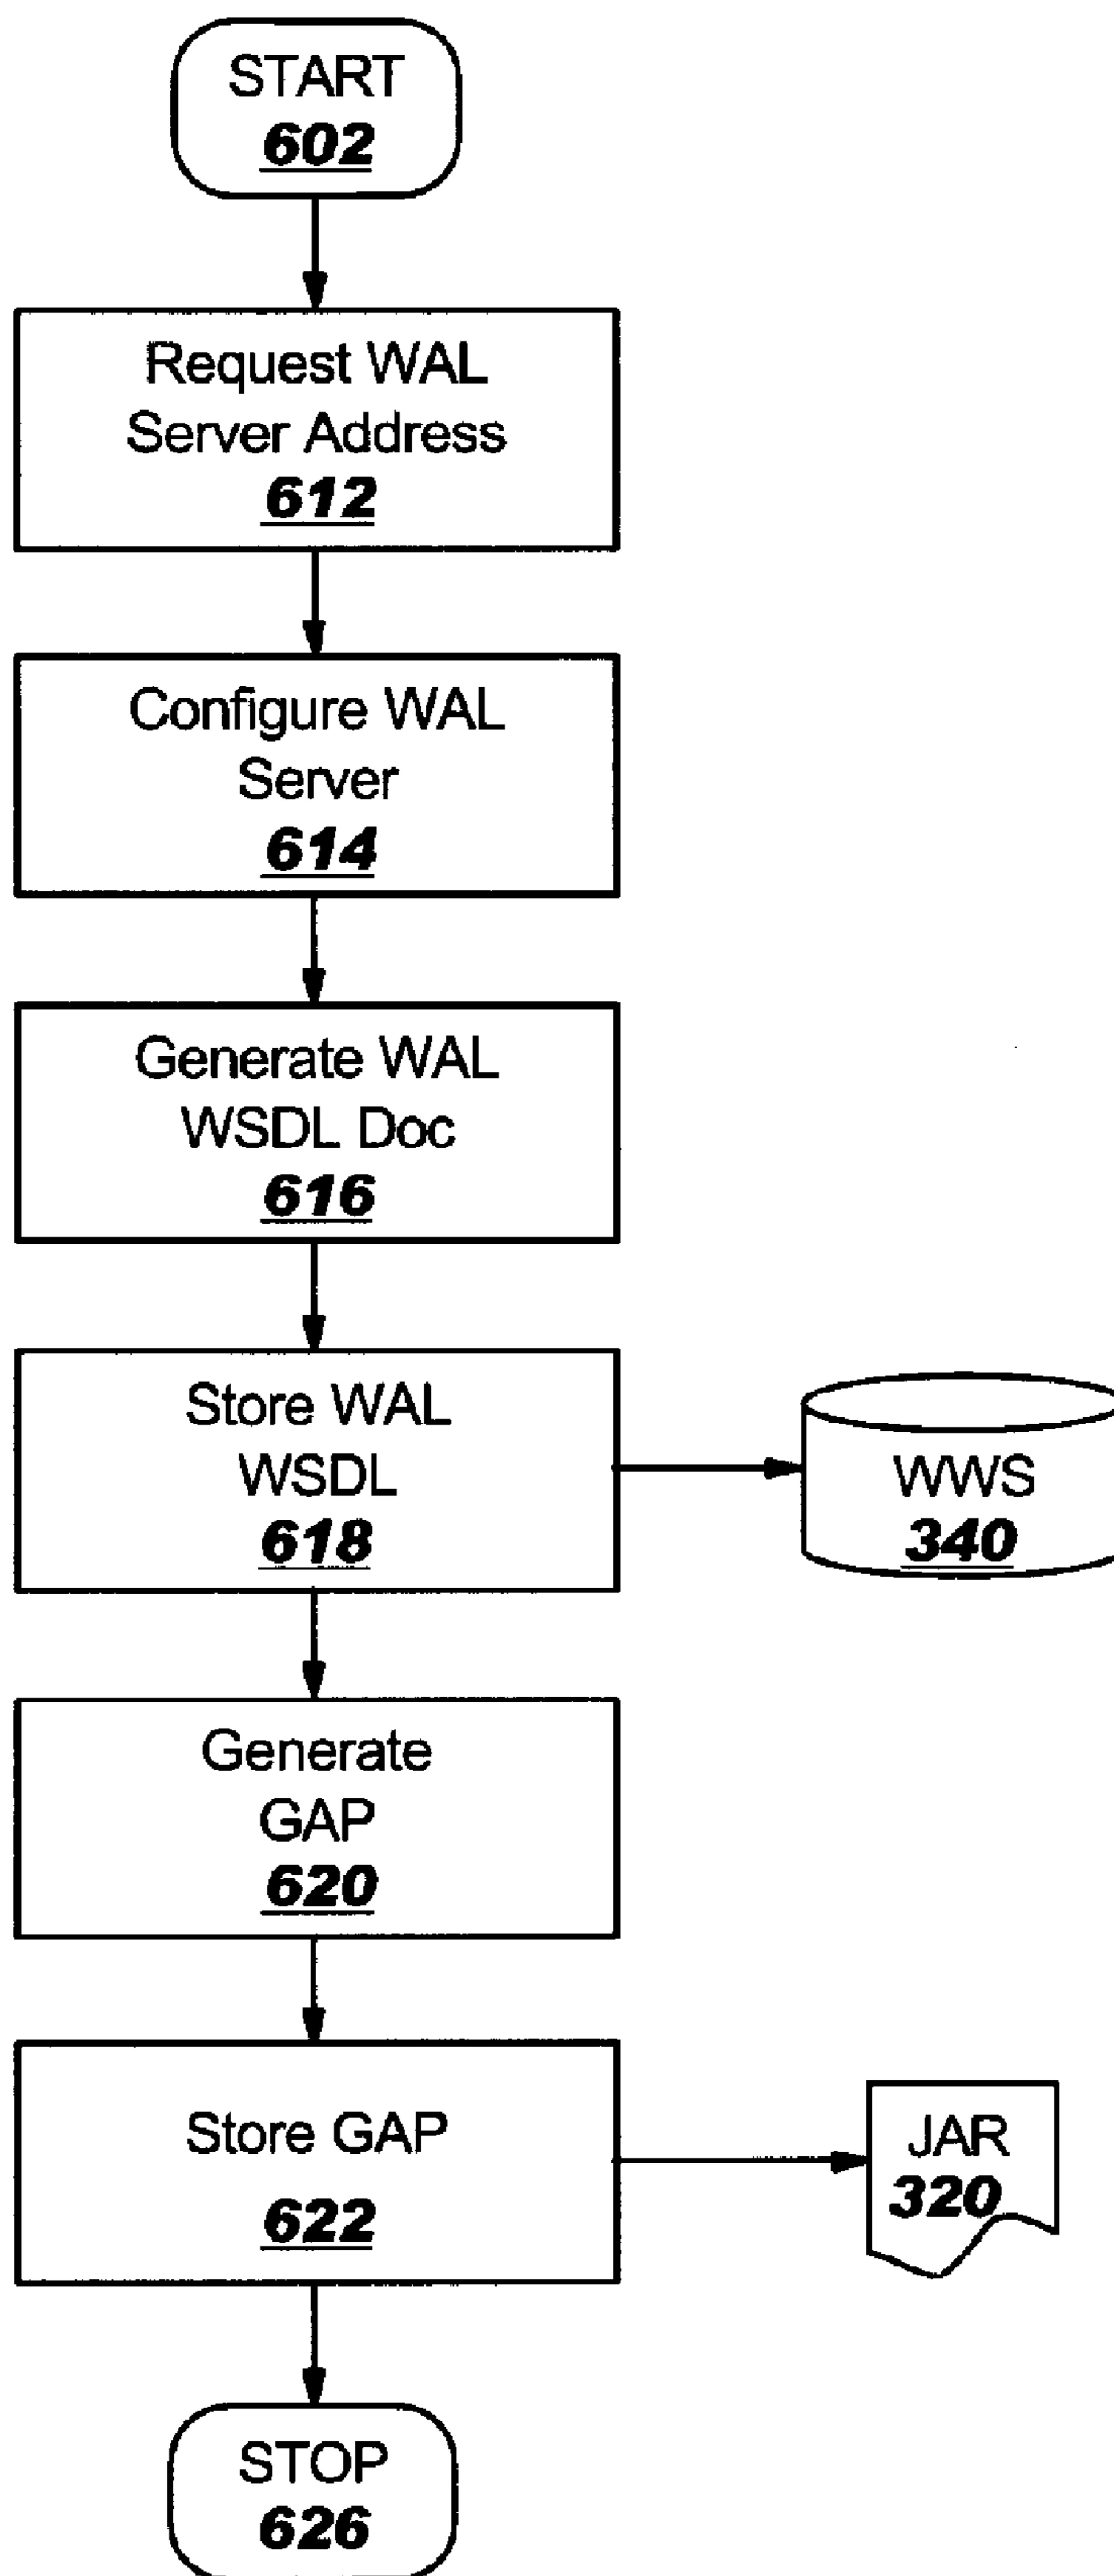 START
602
Request WAL
Server Address
612
Configure WAL
Server
614
Generate WAL
WSDL Doc
616
Store WAL
WSDL
618
WWS
340
Generate
GAP
620
Store GAP
622
JAR
320
STOP
626